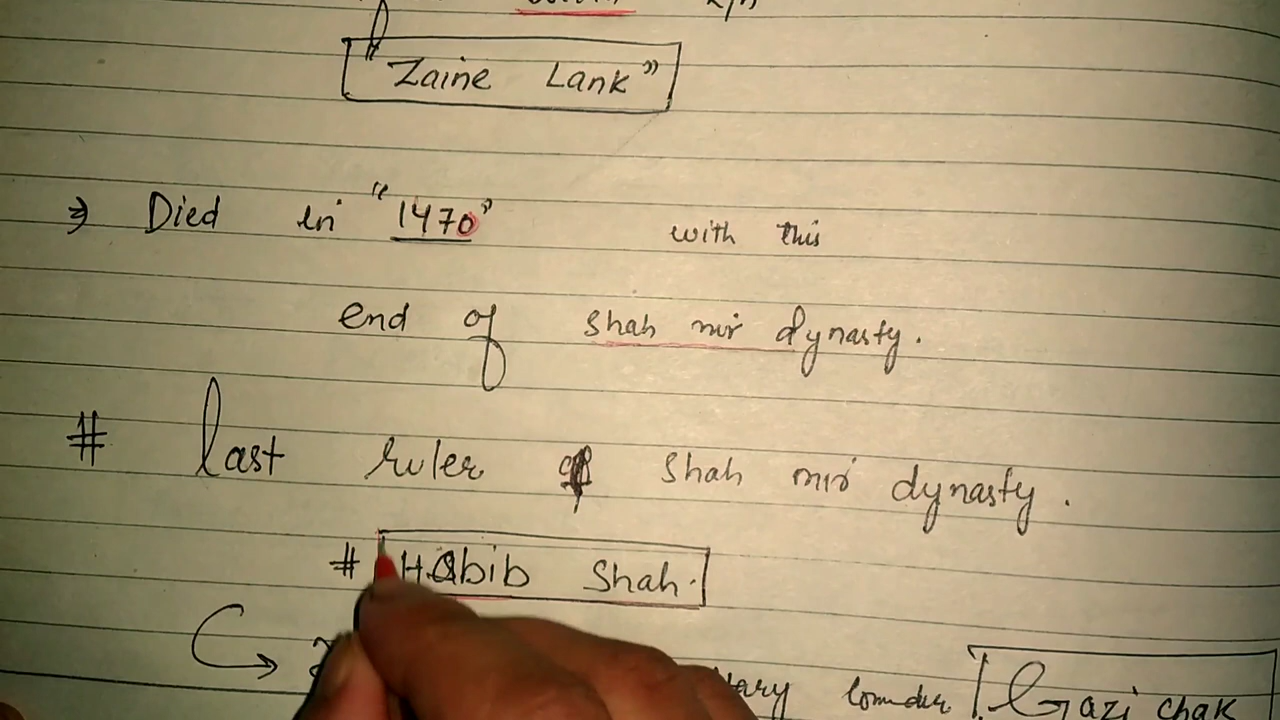 "Zaine Lank"
⇒ Died in "1470" with this
end of Shah mir dynasty.
# last ruler of Shah mir dynasty.
# Habib Shah.
Gazi chak